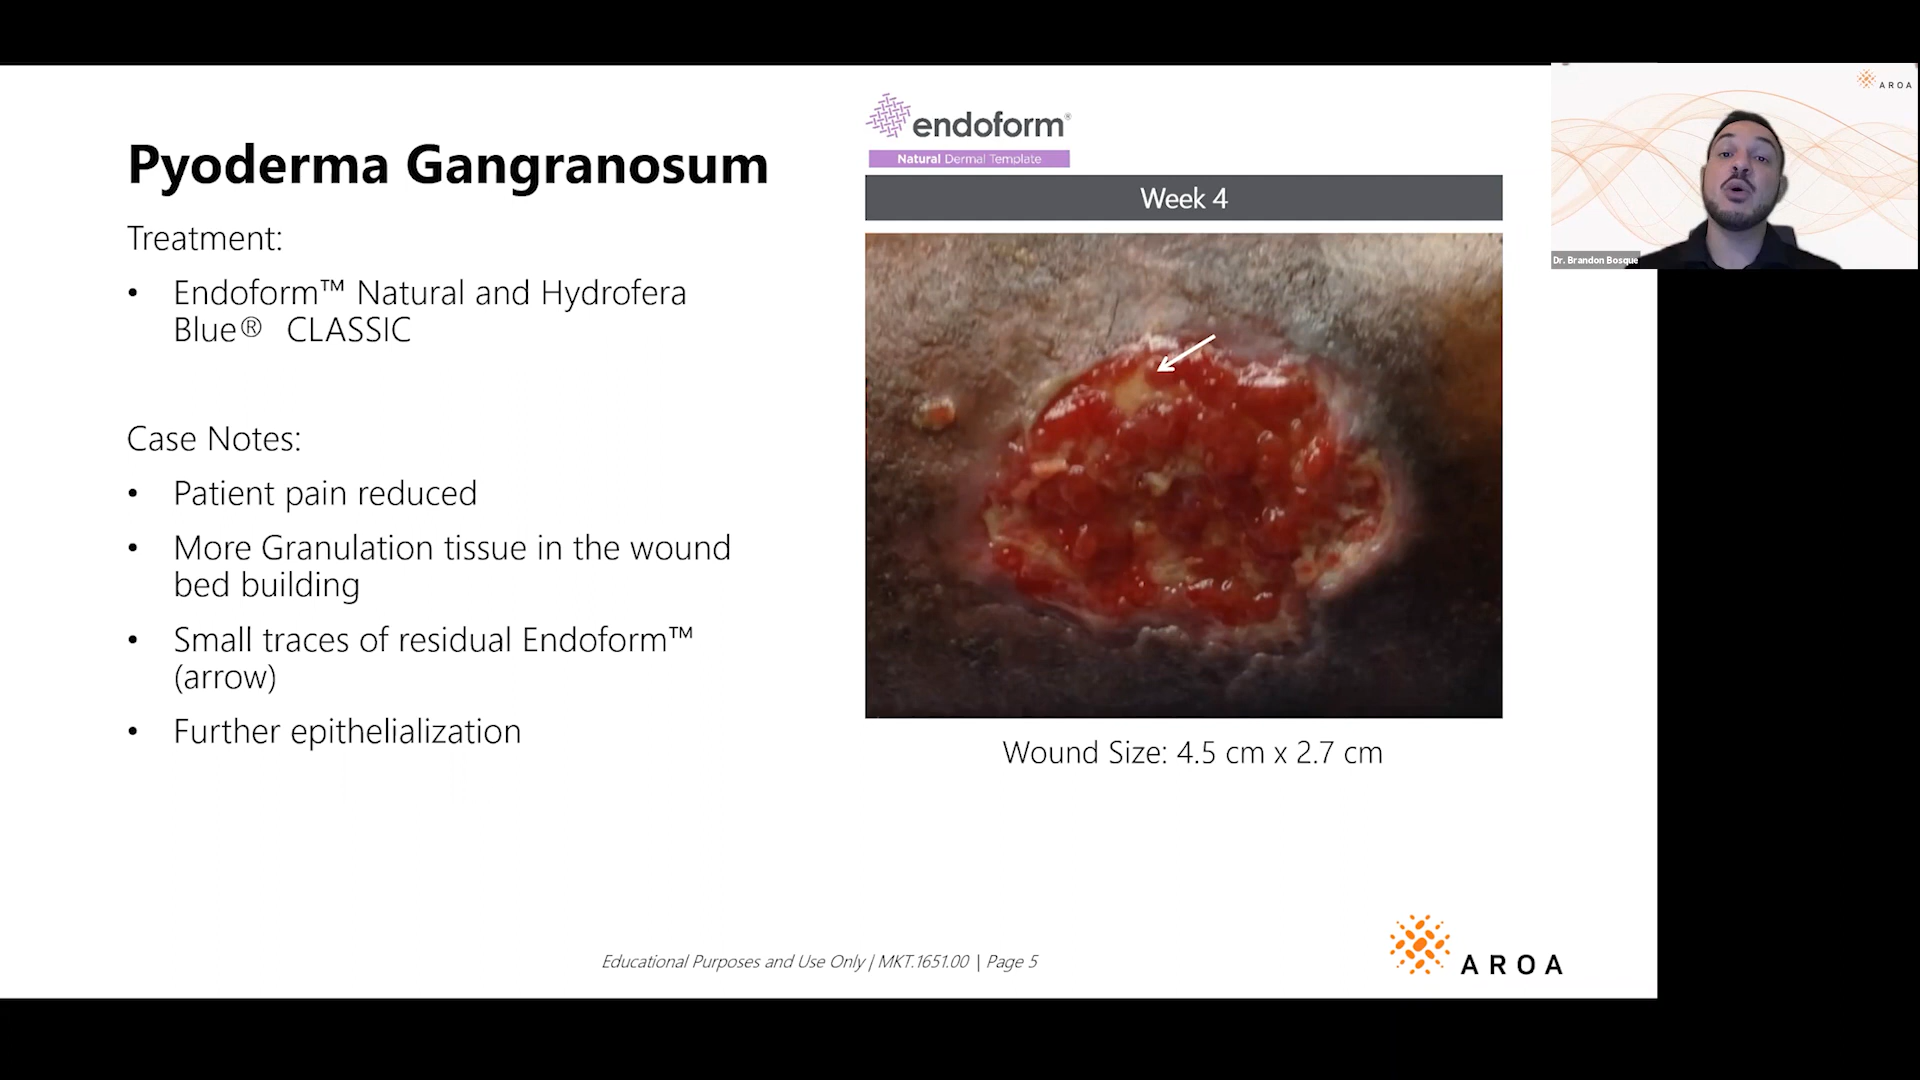 Pyoderma Gangranosum
Treatment:
• Endoform™ Natural and Hydrofera
Blue® CLASSIC
Case Notes:
• Patient pain reduced
• More Granulation tissue in the wound
bed building
• Small traces of residual Endoform™
(arrow)
• Further epithelialization
endoform®
Natural Dermal Template
Week 4
Wound Size: 4.5 cm x 2.7 cm
Educational Purposes and Use Only | MKT.1651.00 | Page 5
AROA
AROA
Dr. Brandon Bosque